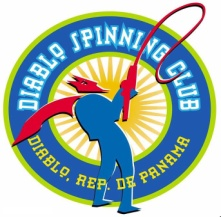 DIABLO SPINNING CLUB
DIABLO, REP. DE PANAMA